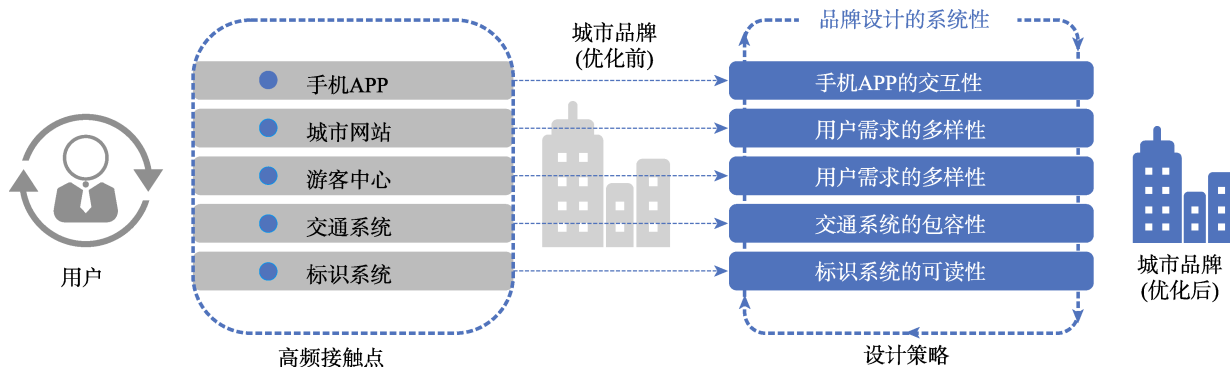 用户
手机APP
城市网站
游客中心
交通系统
标识系统
高频接触点
城市品牌
(优化前)
品牌设计的系统性
手机APP的交互性
用户需求的多样性
用户需求的多样性
交通系统的包容性
标识系统的可读性
设计策略
城市品牌
(优化后)